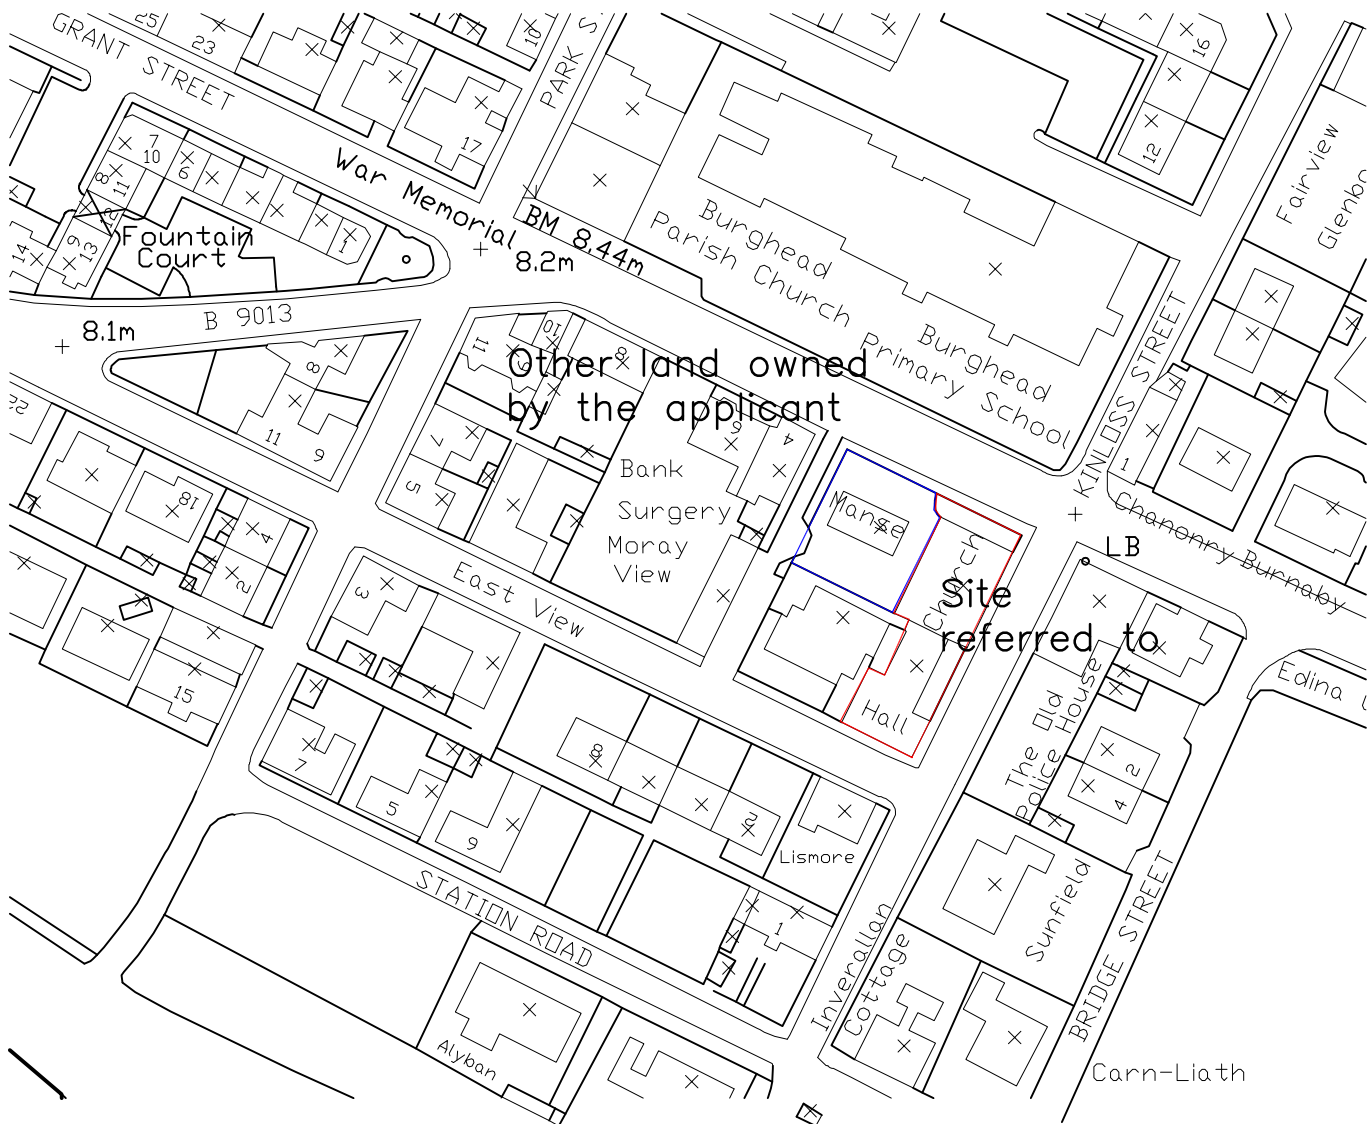 GRANT STREET
25
23
PARK S
10
17
16
12
Fairview
Glenbo
7
10
6
8
11
12
9
13
14
1
Fountain
Court
War Memorial
8.2m
BM 8.44m
Burghead
Parish Church
Burghead
Primary School
KINLOSS STREET
B 9013
8.1m
8
11
9
22
11
10
9
8
7
5
6
4
Other land owned
by the applicant
Bank
Surgery
Moray
View
Manse
Church
Hall
Site
referred to
LB
1
Chanonry Burnaby
Edina
18
4
2
15
3
East View
7
5
9
8
2
Lismore
1
The Old
Police House
2
4
Sunfield
BRIDGE STREET
STATION ROAD
Inverallan
Cottage
Alyban
Carn-Liath